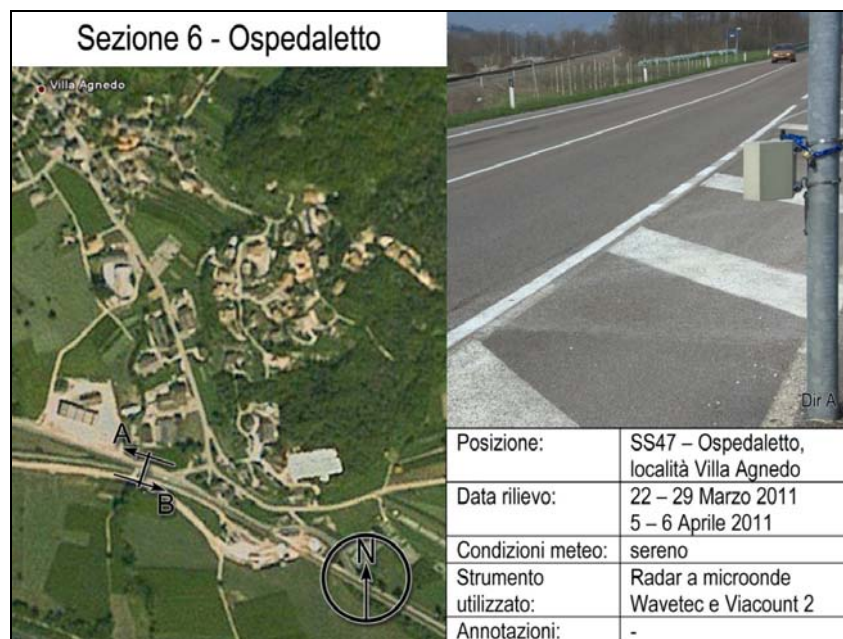 Sezione 6 - Ospedaletto
Villa Agnedo
A
B
N
Dir A
Posizione: SS47 – Ospedaletto,
località Villa Agnedo
Data rilievo: 22 – 29 Marzo 2011
5 – 6 Aprile 2011
Condizioni meteo: sereno
Strumento Radar a microonde
utilizzato: Wavetec e Viacount 2
Annotazioni: -